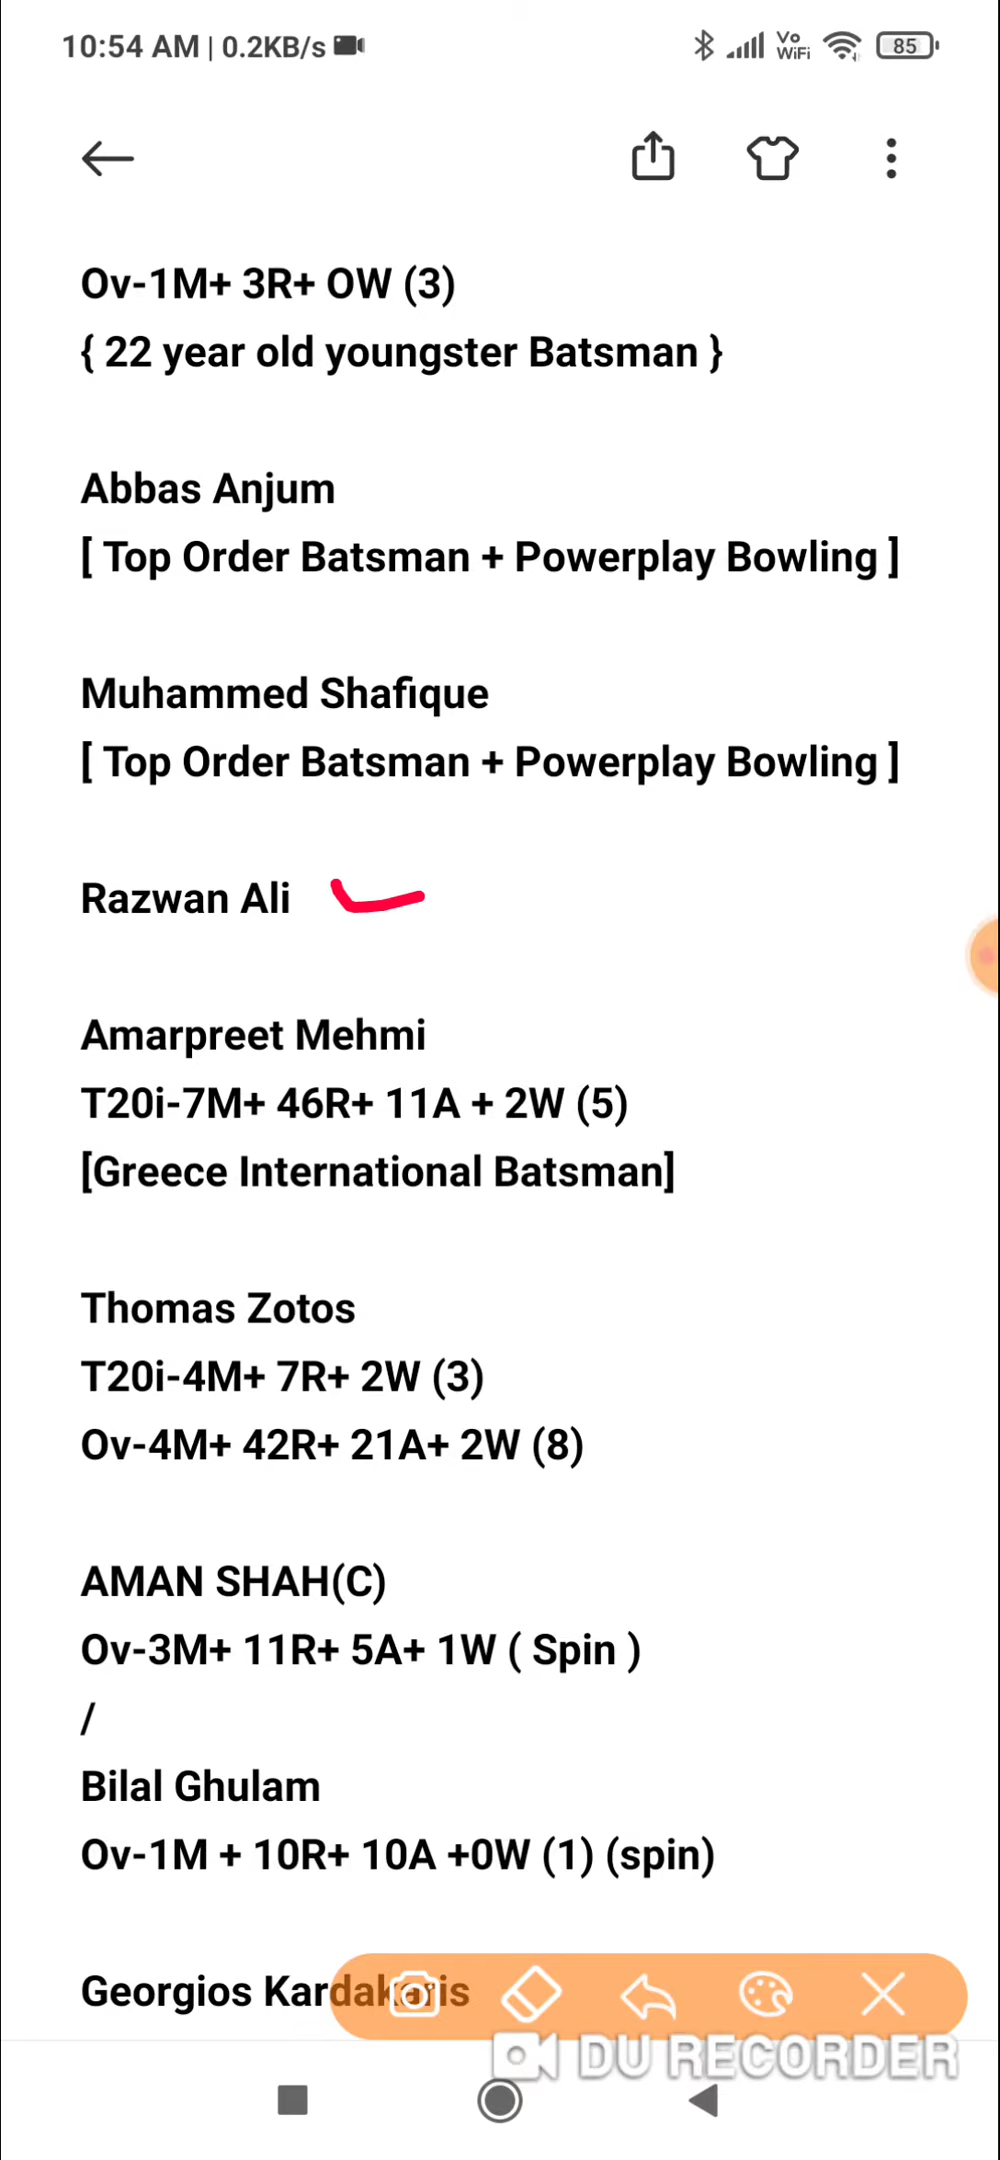 10:54 AM | 0.2KB/s Vo WiFi 85
Ov-1M+ 3R+ OW (3)
{ 22 year old youngster Batsman }
Abbas Anjum
[ Top Order Batsman + Powerplay Bowling ]
Muhammed Shafique
[ Top Order Batsman + Powerplay Bowling ]
Razwan Ali
Amarpreet Mehmi
T20i-7M+ 46R+ 11A + 2W (5)
[Greece International Batsman]
Thomas Zotos
T20i-4M+ 7R+ 2W (3)
Ov-4M+ 42R+ 21A+ 2W (8)
AMAN SHAH(C)
Ov-3M+ 11R+ 5A+ 1W ( Spin )
/
Bilal Ghulam
Ov-1M + 10R+ 10A +0W (1) (spin)
Georgios Kardakaris
DU RECORDER